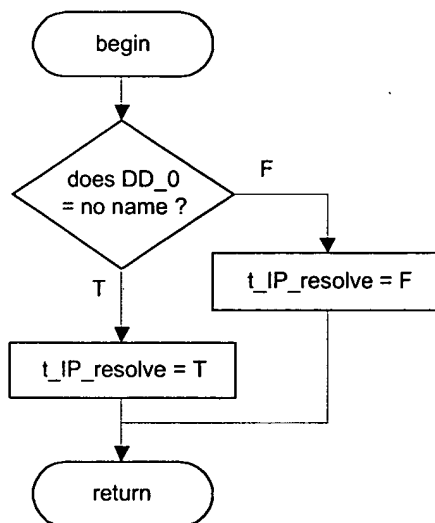 begin
does DD_0
= no name ?
F
T
t_IP_resolve = F
t_IP_resolve = T
return